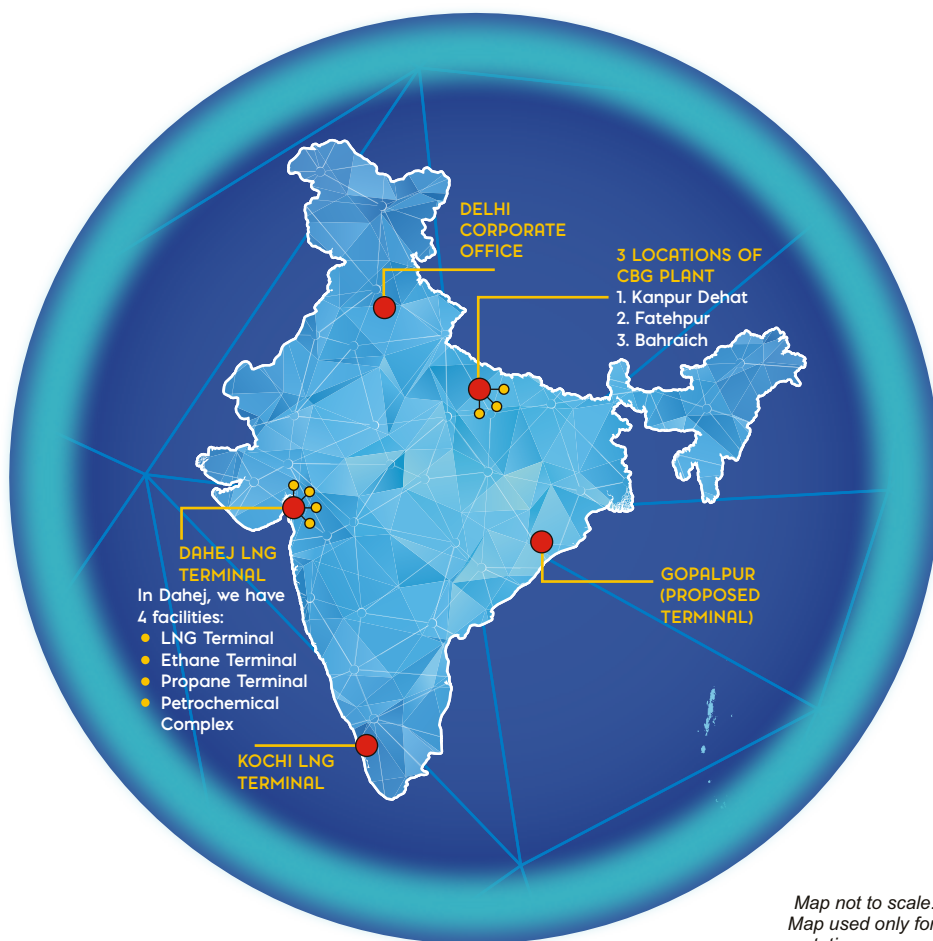 DELHI
CORPORATE
OFFICE
3 LOCATIONS OF
CBG PLANT
1. Kanpur Dehat
2. Fatehpur
3. Bahraich
DAHEJ LNG
TERMINAL
In Dahej, we have
4 facilities:
LNG Terminal
Ethane Terminal
Propane Terminal
Petrochemical
Complex
GOPALPUR
(PROPOSED
TERMINAL)
KOCHI LNG
TERMINAL
Map not to scale.
Map used only for